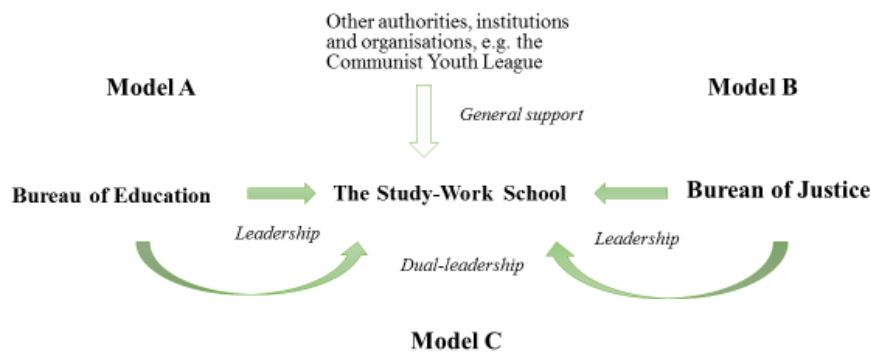 Other authorities, institutions
and organisations, e.g. the
Communist Youth League
Model A
Model B
General support
Bureau of Education
The Study-Work School
Burean of Justice
Leadership
Leadership
Dual-leadership
Model C